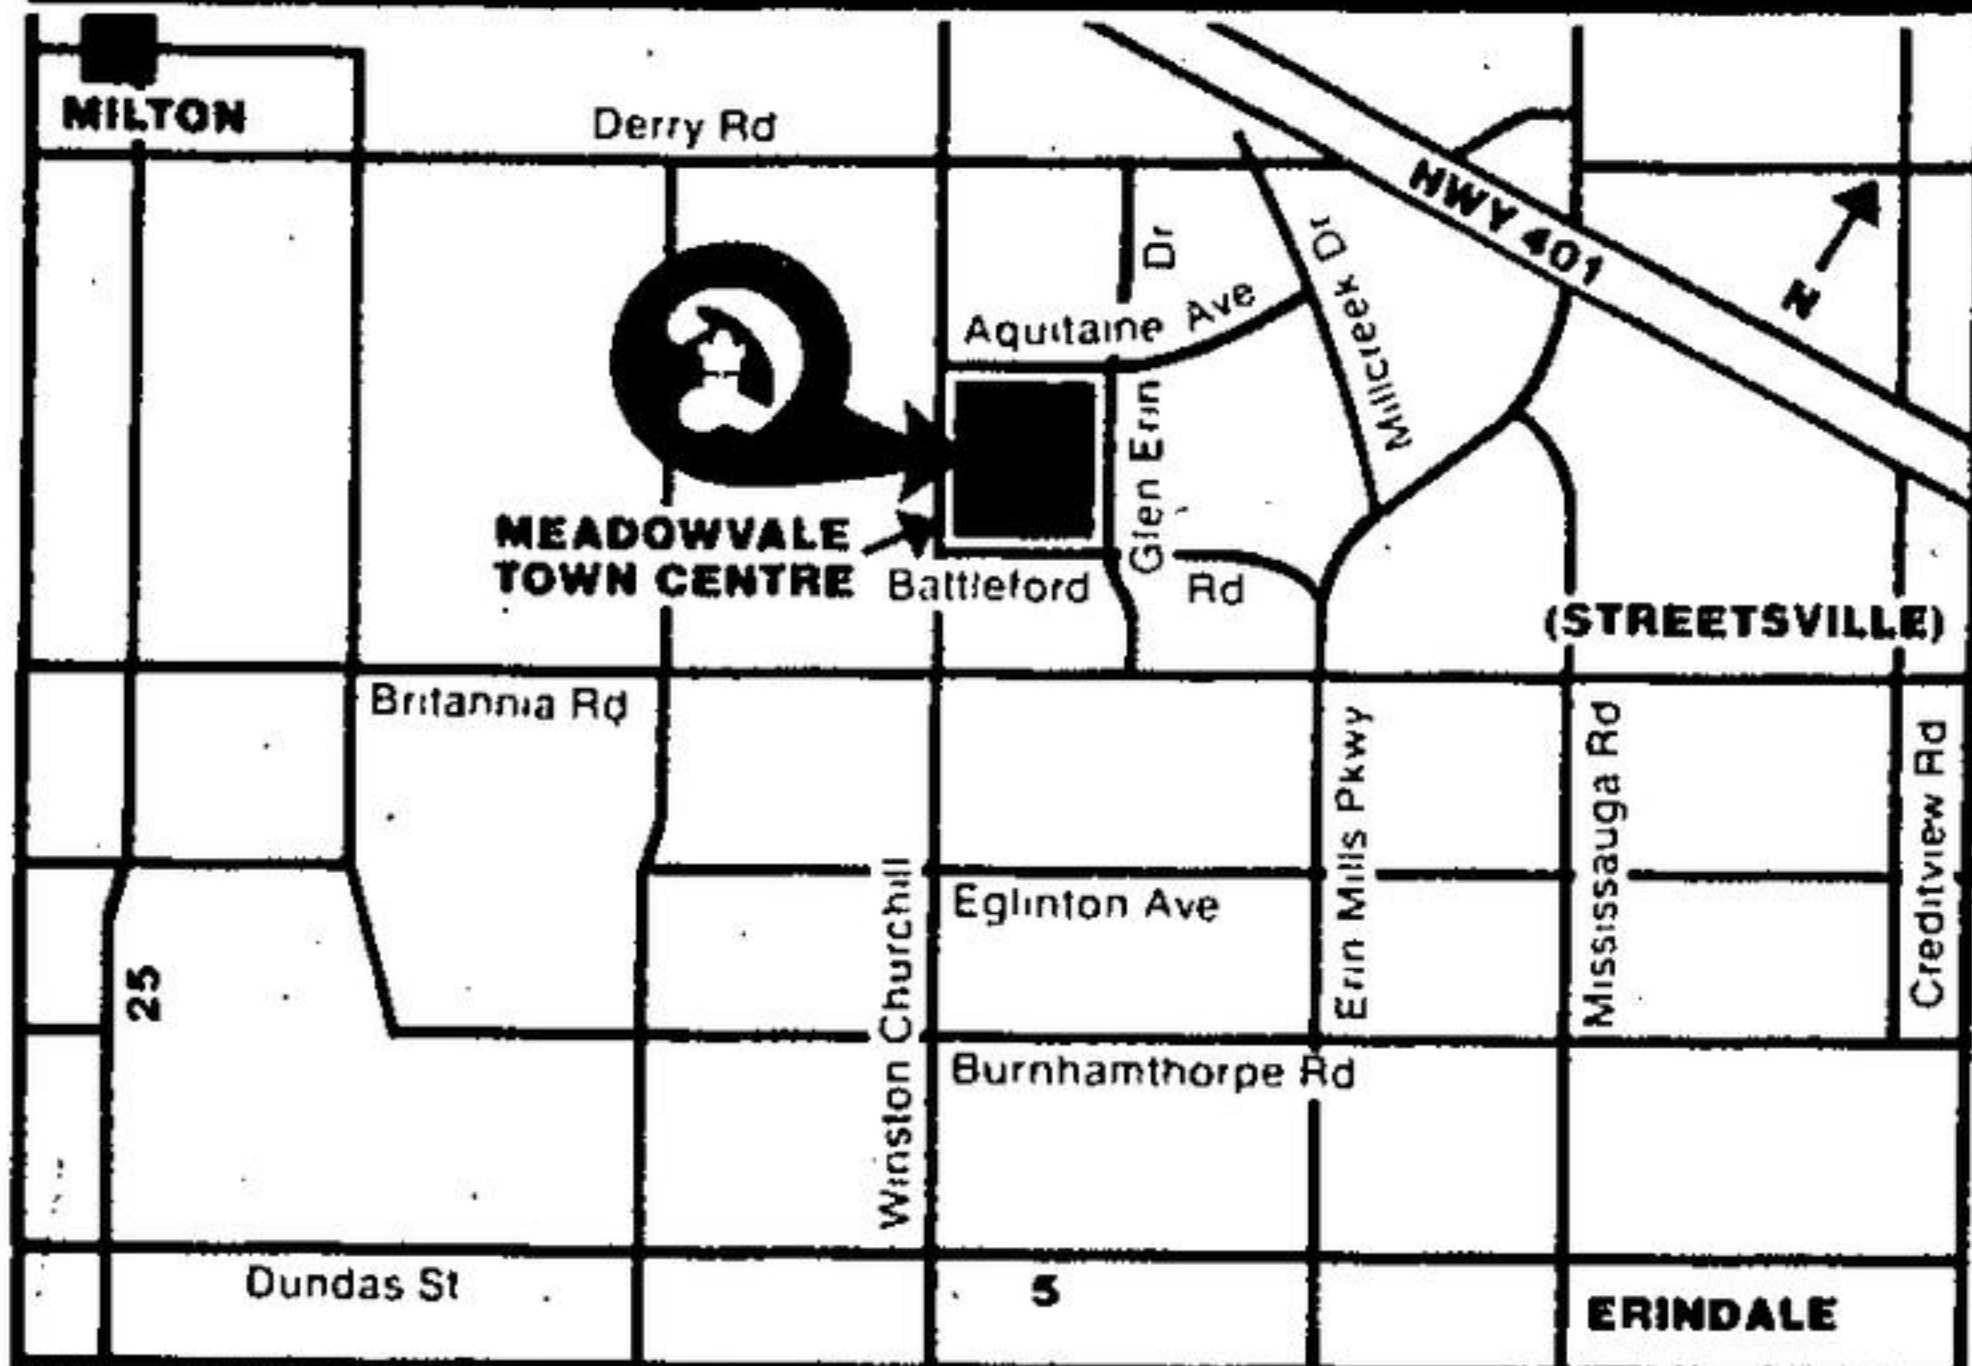 MILTON
Derry Rd
HWY 401
N
Dr
Millcreek Dr
Aquitaine Ave
Glen Erin
MEADOWVALE
TOWN CENTRE
Battleford Rd
(STREETSVILLE)
Britannia Rd
Erin Mills Pkwy
Mississauga Rd
Creditview Rd
Winston Churchill
Eglinton Ave
25
Burnhamthorpe Rd
Dundas St
5
ERINDALE